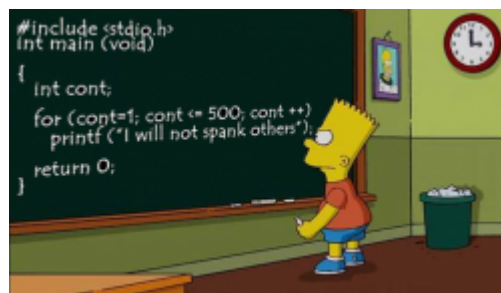 #include <stdio.h>
int main (void)
{
int cont;
for (cont=1; cont <= 500; cont ++)
printf ("I will not spank others");
return 0;
}